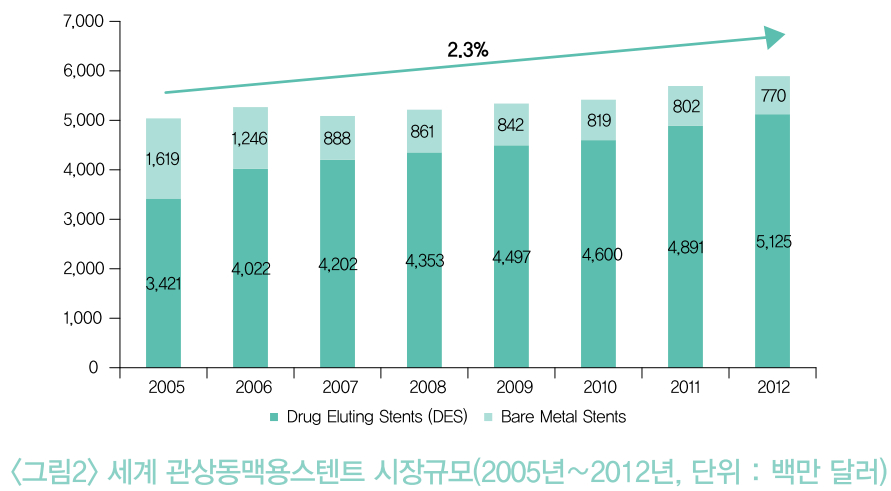 7,000
2.3%
6,000
5,000
4,000
3,000
2,000
1,000
0
1,619 1,246 888 861 842 819 802 770
3,421 4,022 4,202 4,353 4,497 4,600 4,891 5,125
2005 2006 2007 2008 2009 2010 2011 2012
Drug Eluting Stents (DES) Bare Metal Stents
<그림2> 세계 관상동맥용스텐트 시장규모(2005년~2012년, 단위 : 백만 달러)